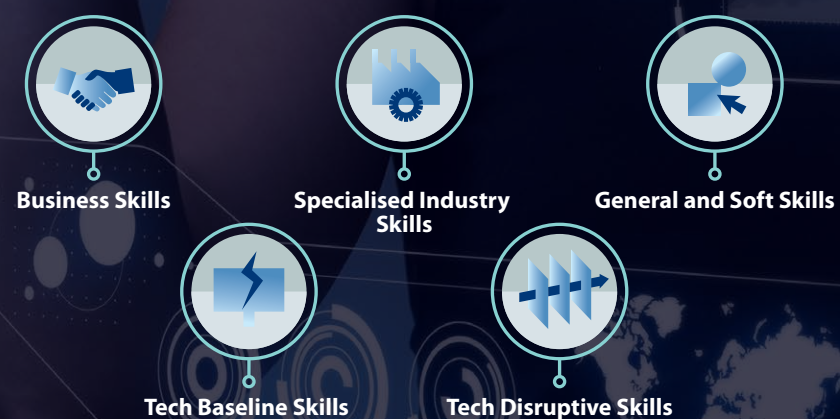 Business Skills
Specialised Industry
Skills
General and Soft Skills
Tech Baseline Skills
Tech Disruptive Skills